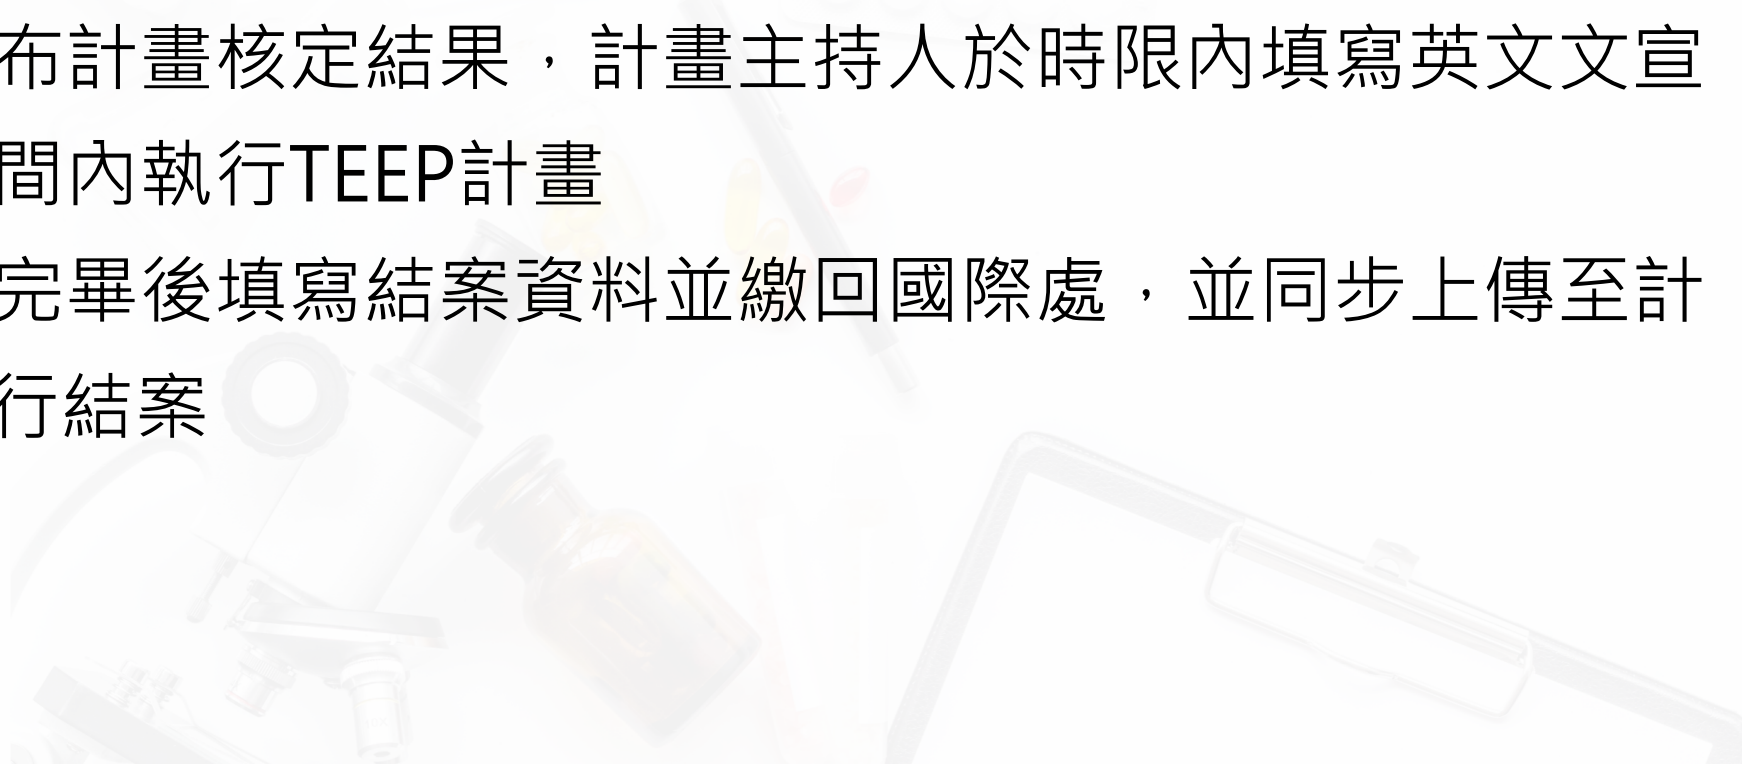 布計畫核定結果，計畫主持人於時限內填寫英文文宣
間內執行TEEP計畫
完畢後填寫結案資料並繳回國際處，並同步上傳至計
行結案